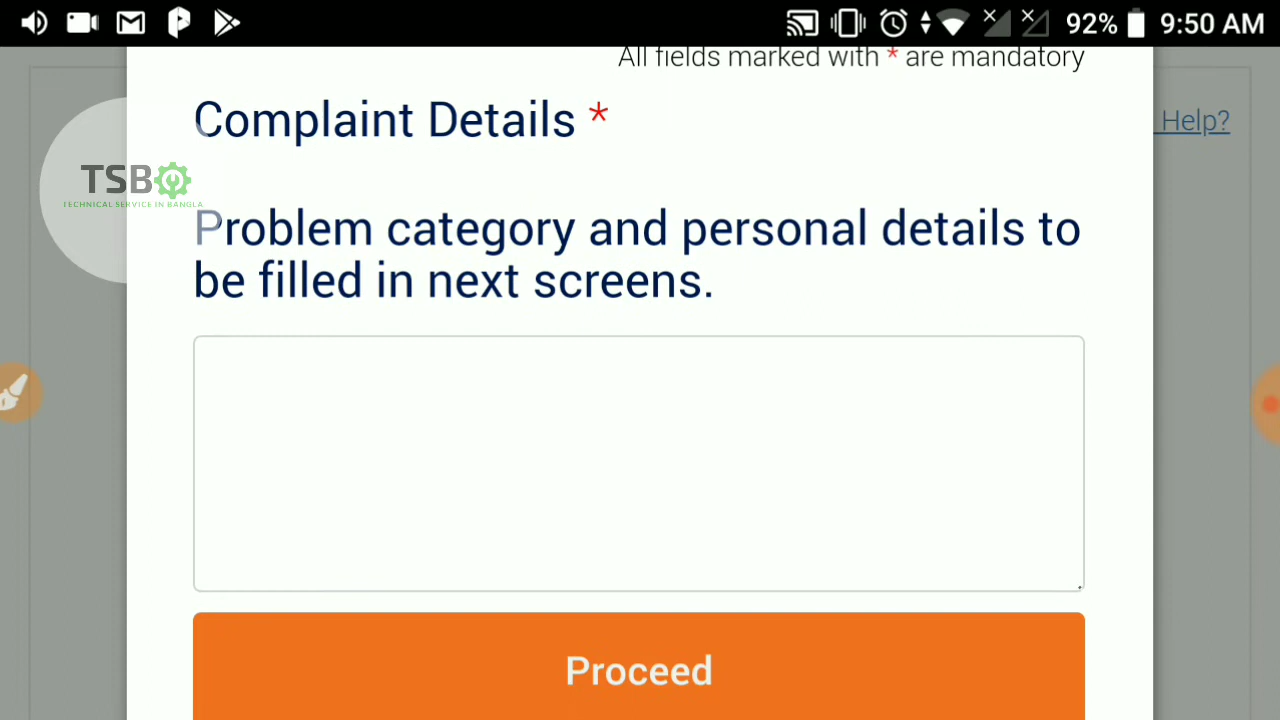 92% 9:50 AM
All fields marked with * are mandatory
Complaint Details *
Help?
TSB
TECHNICAL SERVICE IN BANGLA
Problem category and personal details to
be filled in next screens.
Proceed